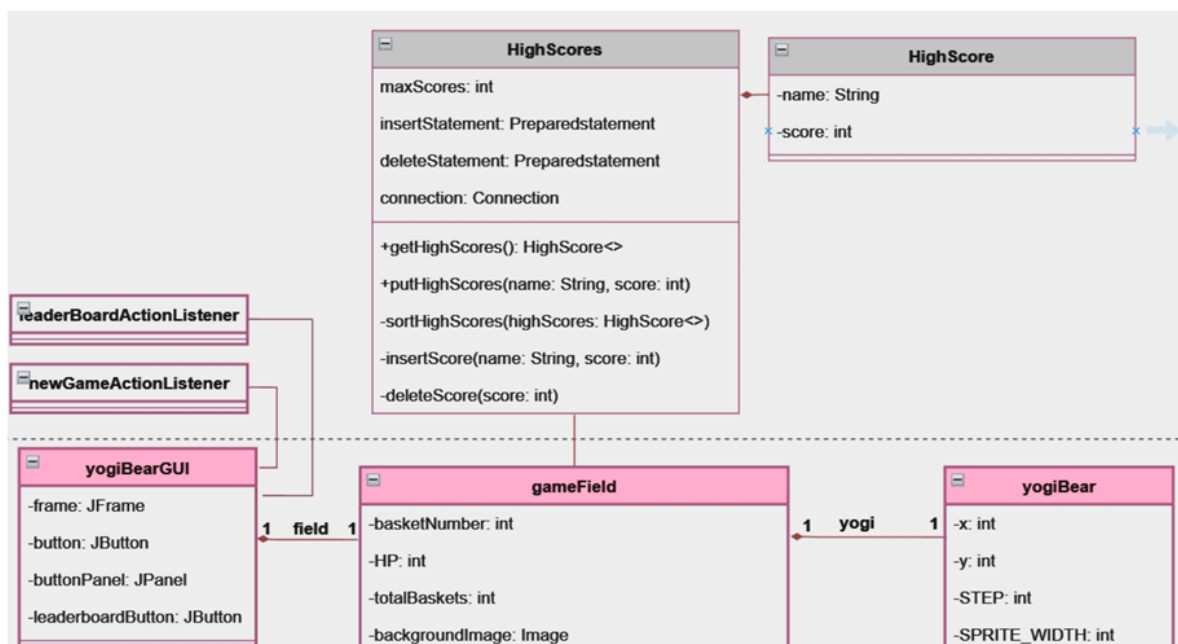 HighScores
maxScores: int
insertStatement: Preparedstatement
deleteStatement: Preparedstatement
connection: Connection
+getHighScores(): HighScore<>
+putHighScores(name: String, score: int)
-sortHighScores(highScores: HighScore<>)
-insertScore(name: String, score: int)
-deleteScore(score: int)
HighScore
-name: String
-score: int
leaderBoardActionListener
newGameActionListener
yogiBearGUI
-frame: JFrame
-button: JButton
-buttonPanel: JPanel
-leaderboardButton: JButton
1 field 1
gameField
-basketNumber: int
-HP: int
-totalBaskets: int
-backgroundImage: Image
1 yogi 1
yogiBear
-x: int
-y: int
-STEP: int
-SPRITE_WIDTH: int